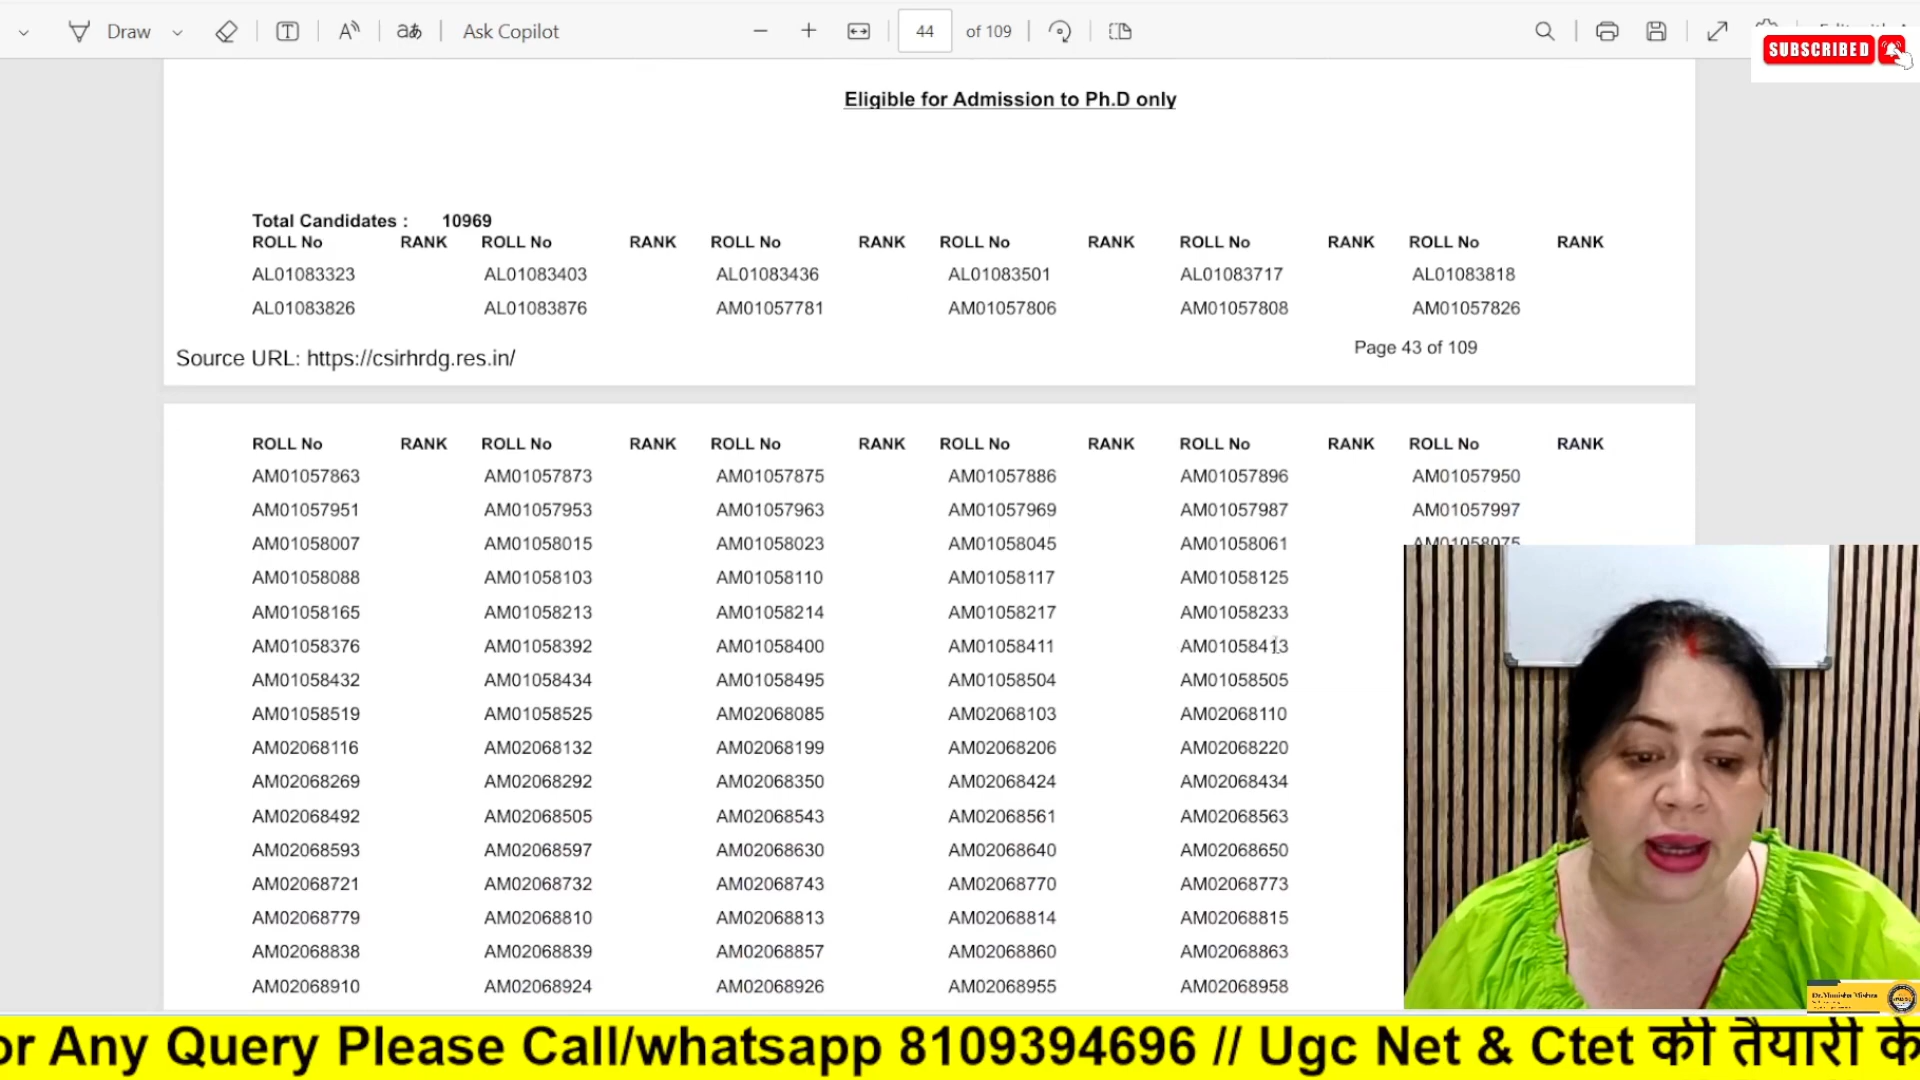 Draw
Ask Copilot
44 of 109
SUBSCRIBED
Eligible for Admission to Ph.D only
Total Candidates : 10969
ROLL No RANK ROLL No RANK ROLL No RANK ROLL No RANK ROLL No RANK ROLL No RANK
AL01083323 AL01083403 AL01083436 AL01083501 AL01083717 AL01083818
AL01083826 AL01083876 AM01057781 AM01057806 AM01057808 AM01057826
Page 43 of 109
Source URL: https://csirhrdg.res.in/
ROLL No RANK ROLL No RANK ROLL No RANK ROLL No RANK ROLL No RANK ROLL No RANK
AM01057863 AM01057873 AM01057875 AM01057886 AM01057896 AM01057950
AM01057951 AM01057953 AM01057963 AM01057969 AM01057987 AM01057997
AM01058007 AM01058015 AM01058023 AM01058045 AM01058061 AM01058075
AM01058088 AM01058103 AM01058110 AM01058117 AM01058125
AM01058165 AM01058213 AM01058214 AM01058217 AM01058233
AM01058376 AM01058392 AM01058400 AM01058411 AM01058413
AM01058432 AM01058434 AM01058495 AM01058504 AM01058505
AM01058519 AM01058525 AM02068085 AM02068103 AM02068110
AM02068116 AM02068132 AM02068199 AM02068206 AM02068220
AM02068269 AM02068292 AM02068350 AM02068424 AM02068434
AM02068492 AM02068505 AM02068543 AM02068561 AM02068563
AM02068593 AM02068597 AM02068630 AM02068640 AM02068650
AM02068721 AM02068732 AM02068743 AM02068770 AM02068773
AM02068779 AM02068810 AM02068813 AM02068814 AM02068815
AM02068838 AM02068839 AM02068857 AM02068860 AM02068863
AM02068910 AM02068924 AM02068926 AM02068955 AM02068958
or Any Query Please Call/whatsapp 8109394696 // Ugc Net & Ctet की तैयारी के